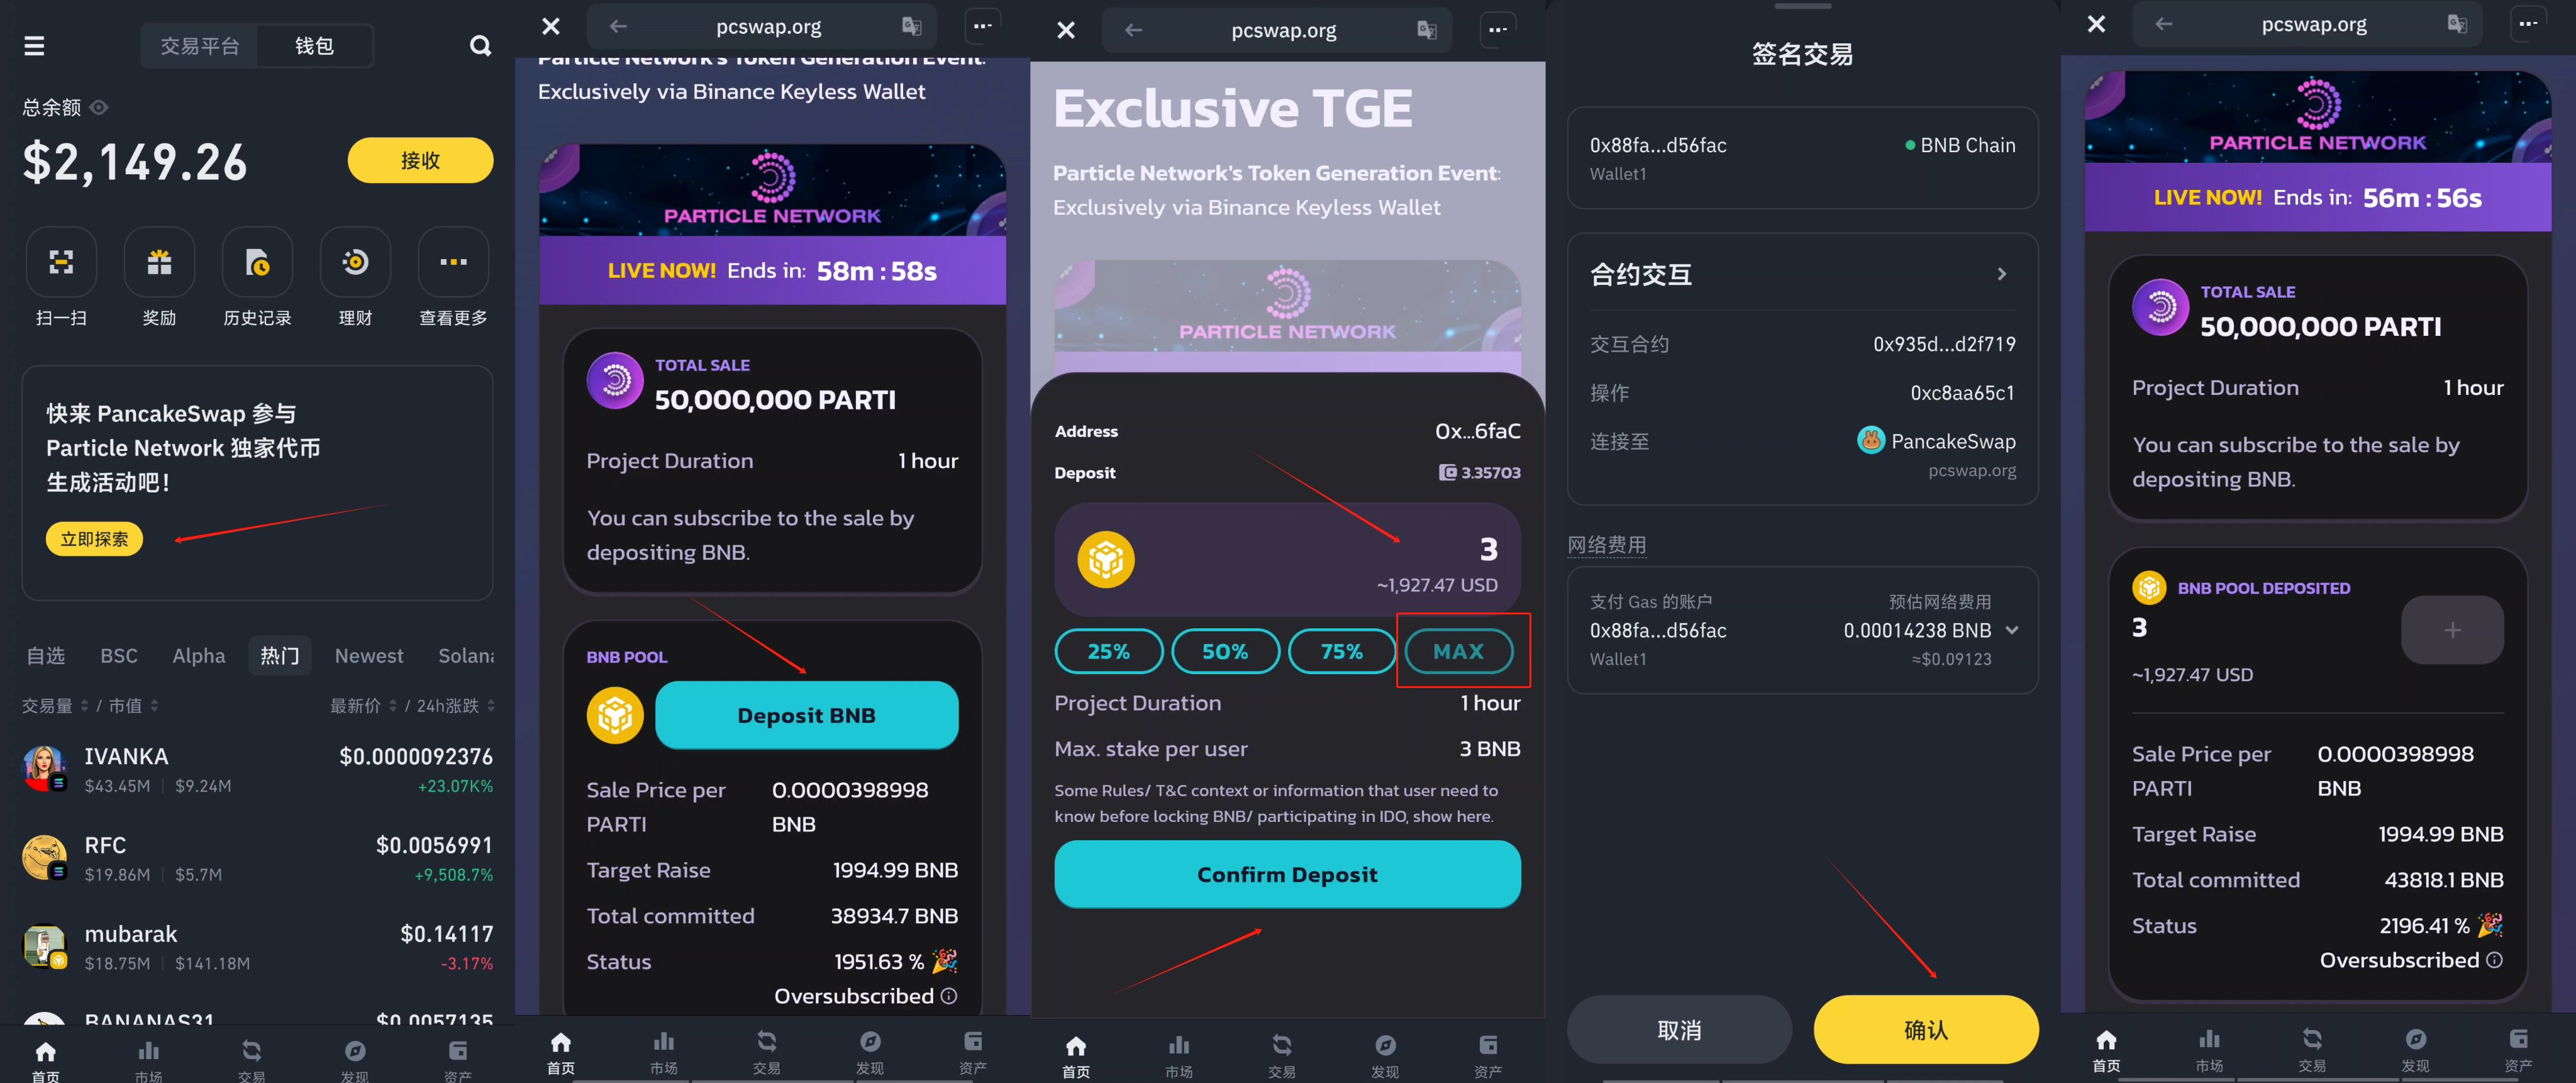 交易平台
钱包
总余额
$2,149.26
接收
扫一扫
奖励
历史记录
理财
查看更多
快来 PancakeSwap 参与
Particle Network 独家代币
生成活动吧！
立即探索
自选
BSC
Alpha
热门
Newest
Solana
交易量 / 市值
最新价 / 24h涨跌
IVANKA
$0.0000092376
$43.45M | $9.24M
+23.07K%
RFC
$0.0056991
$19.86M | $5.7M
+9,508.7%
mubarak
$0.14117
$18.75M | $141.18M
-3.17%
BANANAS31
$0.0057135
首页
市场
交易
发现
资产
pcswap.org
Particle Network's Token Generation Event:
Exclusively via Binance Keyless Wallet
PARTICLE NETWORK
LIVE NOW! Ends in: 58m : 58s
TOTAL SALE
50,000,000 PARTI
Project Duration
1 hour
You can subscribe to the sale by
depositing BNB.
BNB POOL
Deposit BNB
Sale Price per
PARTI
0.0000398998
BNB
Target Raise
1994.99 BNB
Total committed
38934.7 BNB
Status
1951.63 % 🎉
Oversubscribed
首页
市场
交易
发现
资产
pcswap.org
Exclusive TGE
Particle Network's Token Generation Event:
Exclusively via Binance Keyless Wallet
PARTICLE NETWORK
Address
0x...6faC
Deposit
3.35703
3
~1,927.47 USD
25%
50%
75%
MAX
Project Duration
1 hour
Max. stake per user
3 BNB
Some Rules/ T&C context or information that user need to
know before locking BNB/ participating in IDO, show here.
Confirm Deposit
首页
市场
交易
发现
资产
签名交易
0x88fa...d56fac
BNB Chain
Wallet1
合约交互
交互合约
0x935d...d2f719
操作
0xc8aa65c1
连接至
PancakeSwap
pcswap.org
网络费用
支付 Gas 的账户
预估网络费用
0x88fa...d56fac
0.00014238 BNB
Wallet1
≈$0.09123
取消
确认
pcswap.org
PARTICLE NETWORK
LIVE NOW! Ends in: 56m : 56s
TOTAL SALE
50,000,000 PARTI
Project Duration
1 hour
You can subscribe to the sale by
depositing BNB.
BNB POOL DEPOSITED
3
~1,927.47 USD
Sale Price per
PARTI
0.0000398998
BNB
Target Raise
1994.99 BNB
Total committed
43818.1 BNB
Status
2196.41 % 🎉
Oversubscribed
首页
市场
交易
发现
资产